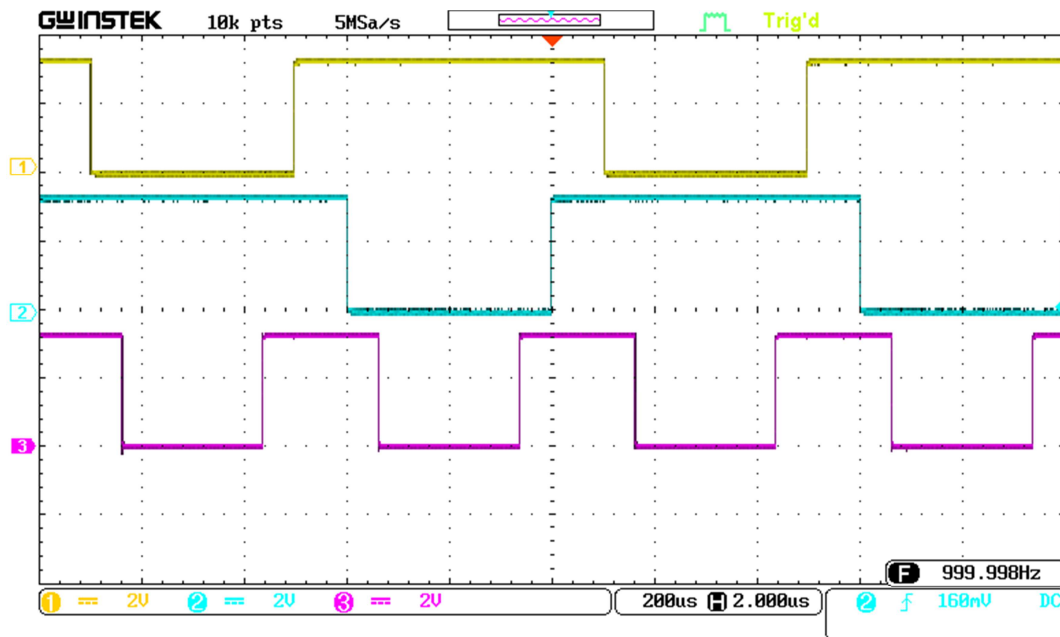 GWINSTEK 10k pts 5MSa/s Trig'd
1
2
3
F 999.998Hz
1 2V 2 2V 3 2V 200us H 2.000us 2 160mV DC